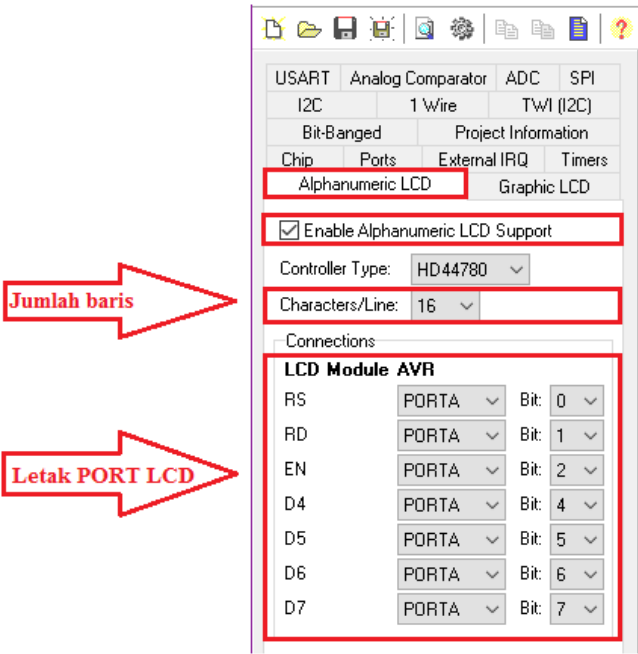 USART Analog Comparator ADC SPI
I2C 1 Wire TWI (I2C)
Bit-Banged Project Information
Chip Ports External IRQ Timers
Alphanumeric LCD Graphic LCD
Enable Alphanumeric LCD Support
Controller Type: HD44780
Jumlah baris
Characters/Line: 16
Connections
LCD Module AVR
RS PORTA Bit: 0
RD PORTA Bit: 1
EN PORTA Bit: 2
Letak PORT LCD
D4 PORTA Bit: 4
D5 PORTA Bit: 5
D6 PORTA Bit: 6
D7 PORTA Bit: 7